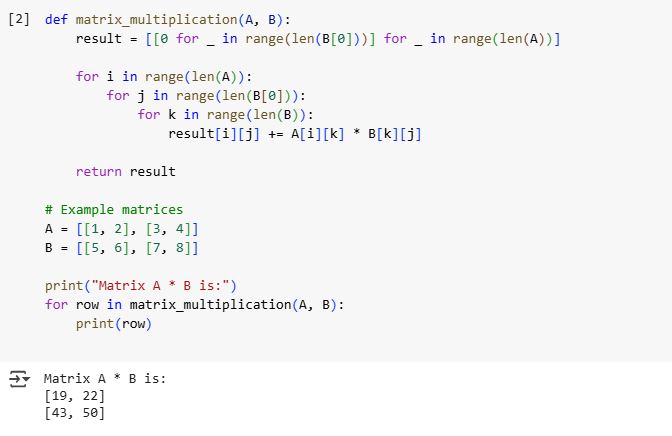 [2] def matrix_multiplication(A, B):
    result = [[0 for _ in range(len(B[0]))] for _ in range(len(A))]

    for i in range(len(A)):
        for j in range(len(B[0])):
            for k in range(len(B)):
                result[i][j] += A[i][k] * B[k][j]

    return result

# Example matrices
A = [[1, 2], [3, 4]]
B = [[5, 6], [7, 8]]

print("Matrix A * B is:")
for row in matrix_multiplication(A, B):
    print(row)

Matrix A * B is:
[19, 22]
[43, 50]